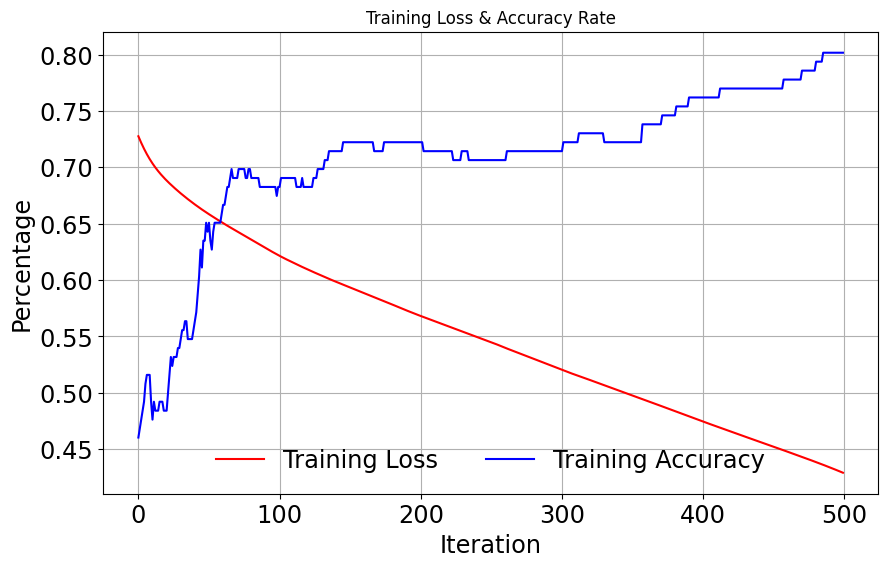 Training Loss & Accuracy Rate
0.80
0.75
0.70
0.65
0.60
0.55
0.50
0.45
Percentage
Training Loss
Training Accuracy
0 100 200 300 400 500
Iteration